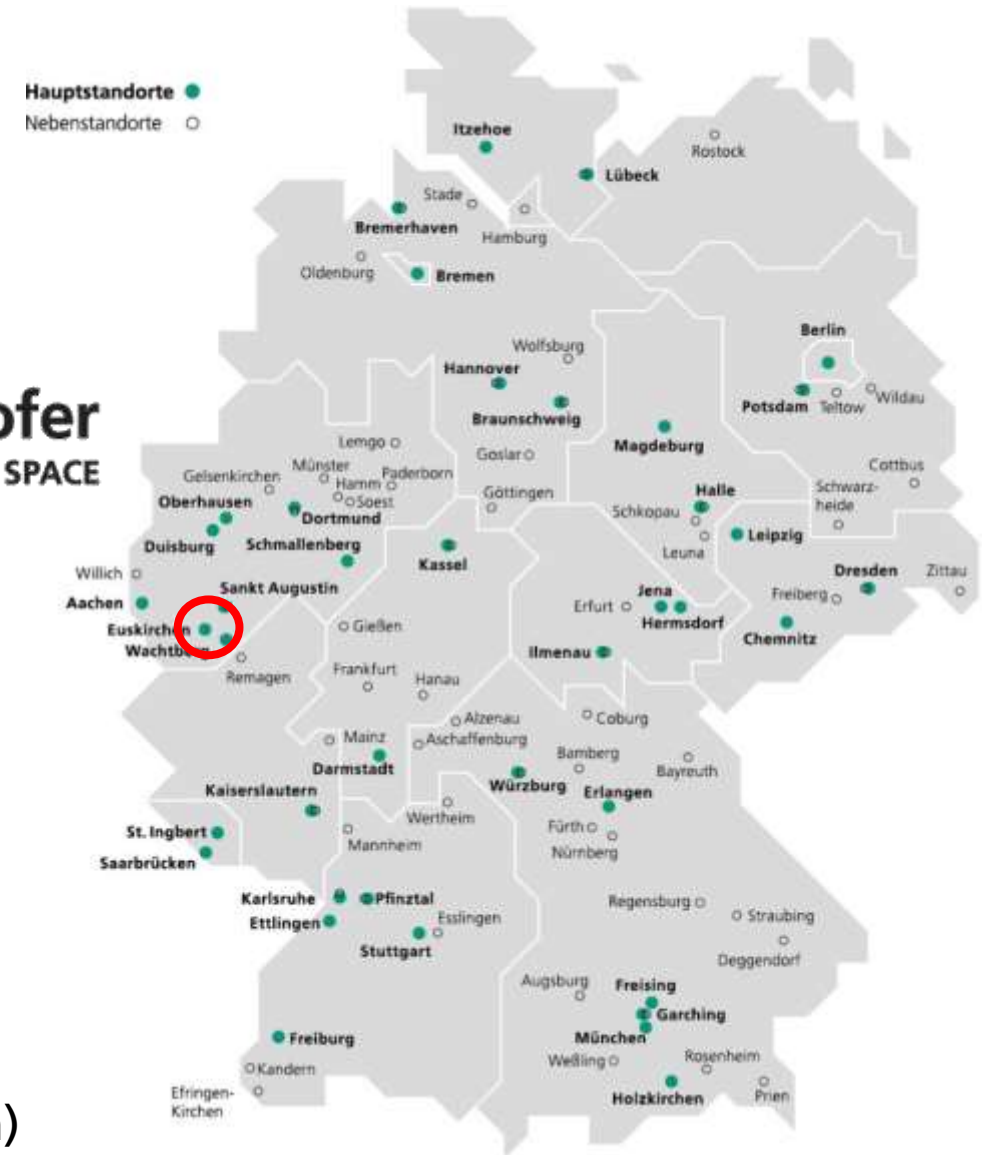 Hauptstandorte
Nebenstandorte
Itzehoe
Rostock
Lübeck
Stade
Bremerhaven
Hamburg
Oldenburg
Bremen
Berlin
Wolfsburg
Hannover
Potsdam
Teltow
Wildau
Braunschweig
ofer
SPACE
Magdeburg
Lemgo
Goslar
Cottbus
Münster
Paderborn
Gelsenkirchen
Hamm
Soest
Göttingen
Halle
Schwarz-
heide
Oberhausen
Dortmund
Schkopau
Leipzig
Duisburg
Schmallenberg
Leuna
Kassel
Willich
Dresden
Zittau
Sankt Augustin
Jena
Freiberg
Aachen
Erfurt
Hermsdorf
Euskirchen
Gießen
Chemnitz
Wachtberg
Ilmenau
Remagen
Frankfurt
Hanau
Alzenau
Coburg
Mainz
Aschaffenburg
Bamberg
Bayreuth
Darmstadt
Würzburg
Kaiserslautern
Erlangen
Wertheim
Fürth
St. Ingbert
Mannheim
Nürnberg
Saarbrücken
Karlsruhe
Pfinztal
Regensburg
Straubing
Ettlingen
Esslingen
Stuttgart
Deggendorf
Augsburg
Freising
Garching
Freiburg
München
Weßling
Rosenheim
Kandern
Efringen-
Kirchen
Holzkirchen
Prien
)